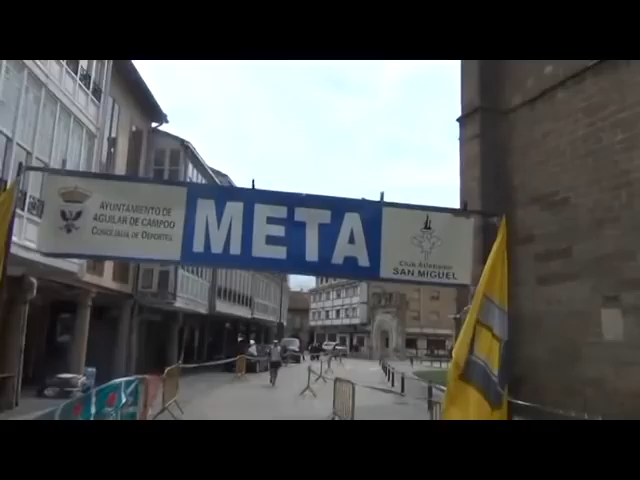 AYUNTAMIENTO DE
AGUILAR DE CAMPOO
CONCEJALIA DE DEPORTES
META
SAN MIGUEL